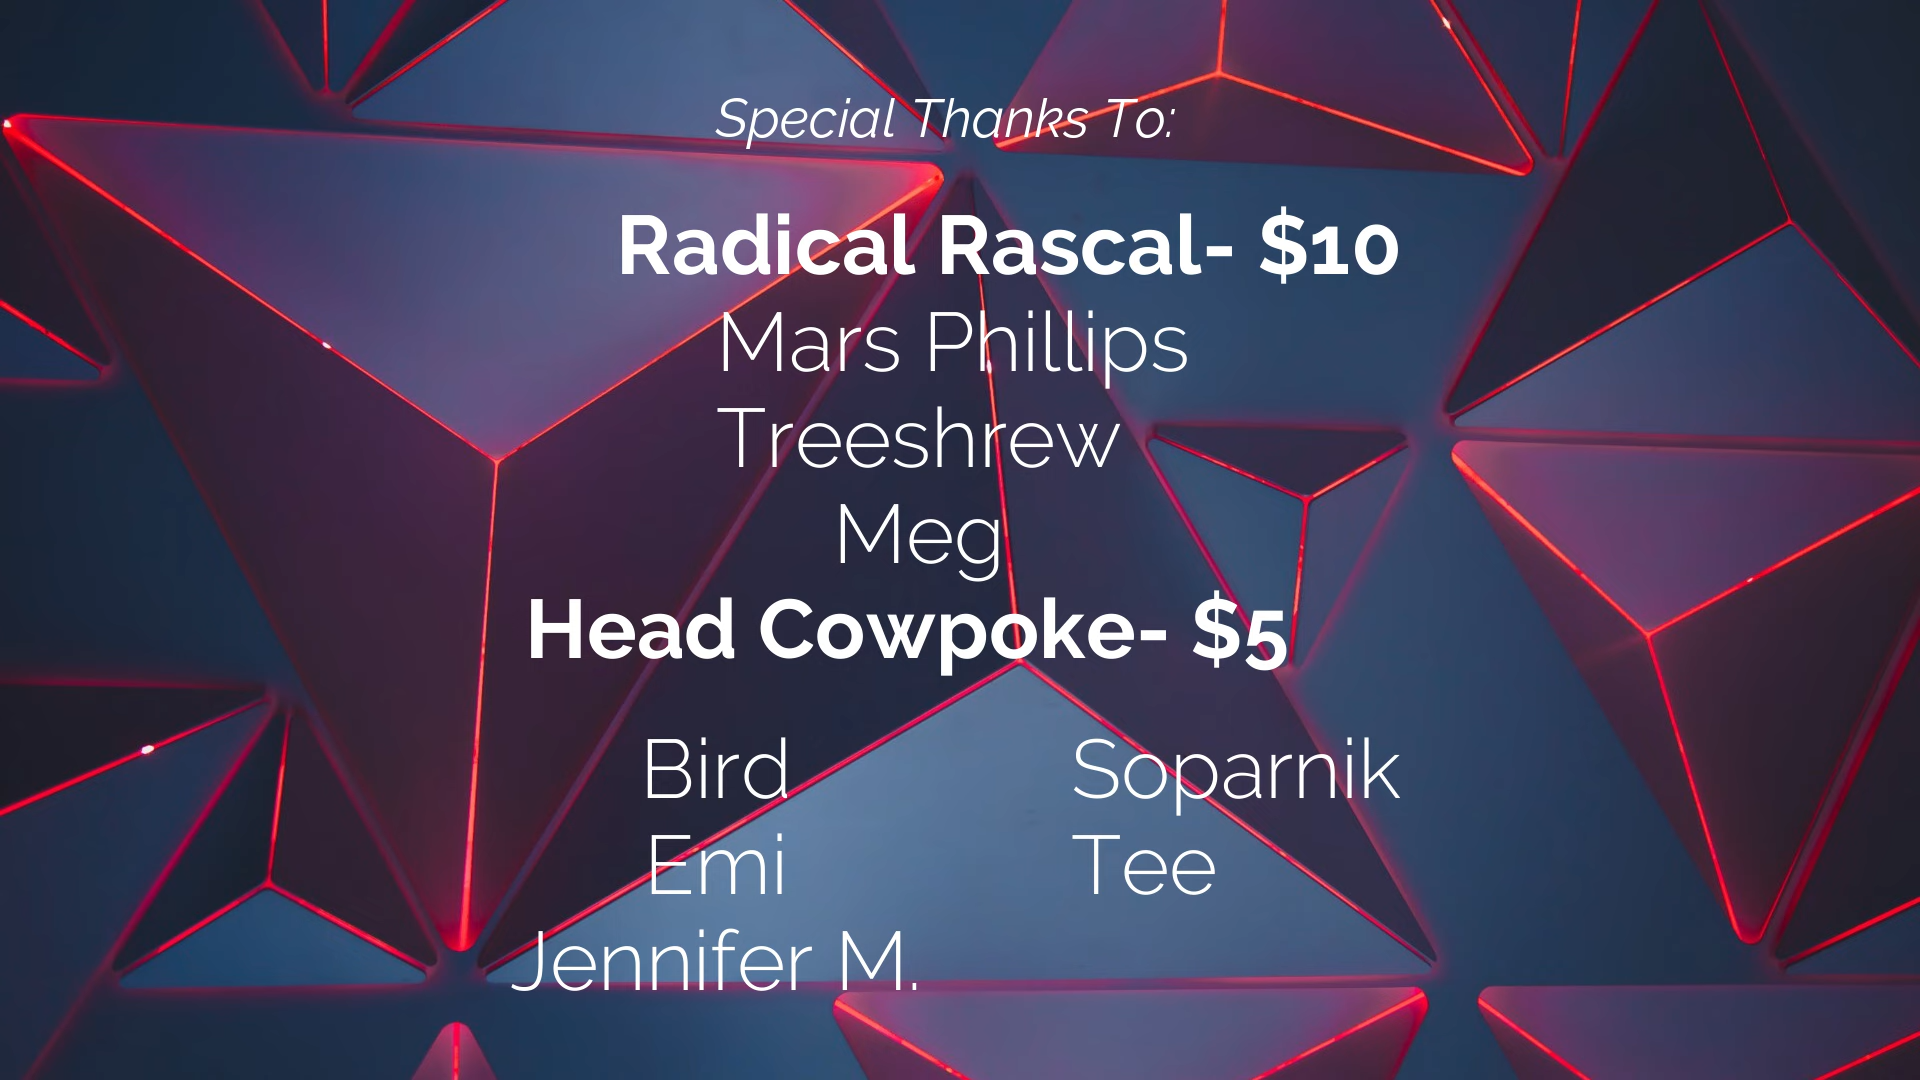 Special Thanks To:
Radical Rascal- $10
Mars Phillips
Treeshrew
Meg
Head Cowpoke- $5
Bird
Emi
Jennifer M.
Soparnik
Tee